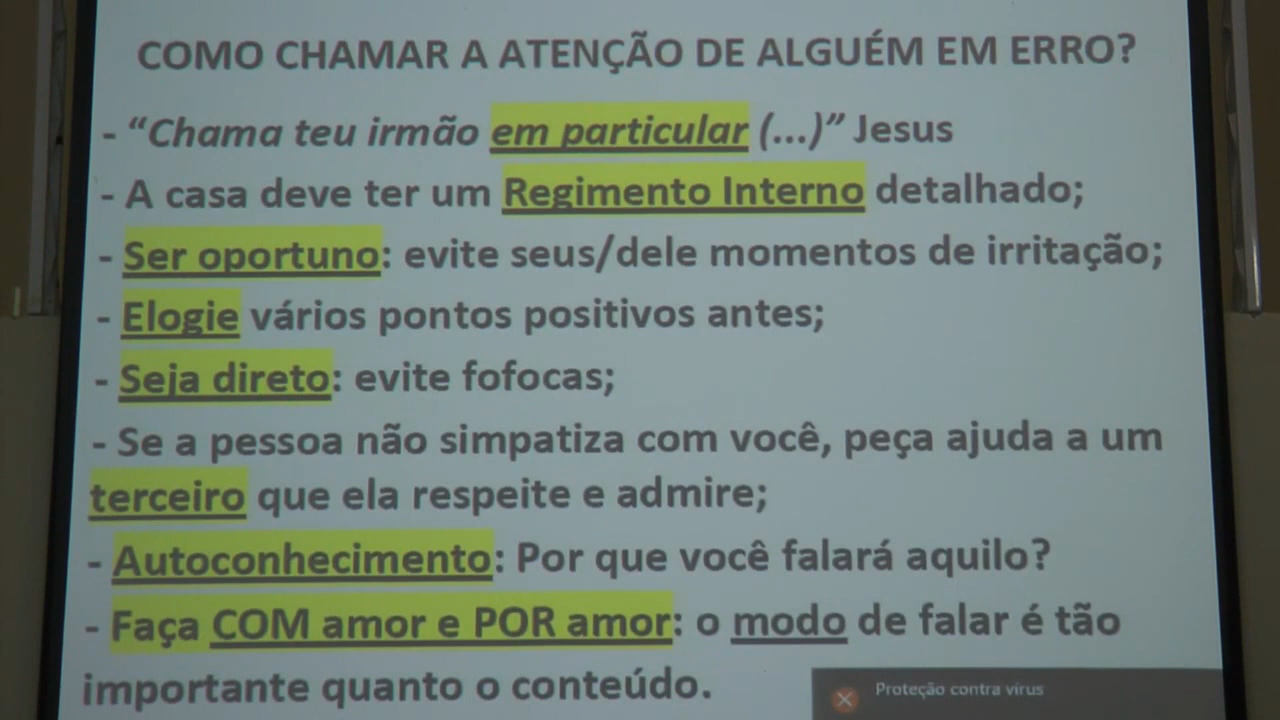 COMO CHAMAR A ATENÇÃO DE ALGUÉM EM ERRO?
- “Chama teu irmão em particular (...)” Jesus
- A casa deve ter um Regimento Interno detalhado;
- Ser oportuno: evite seus/dele momentos de irritação;
- Elogie vários pontos positivos antes;
- Seja direto: evite fofocas;
- Se a pessoa não simpatiza com você, peça ajuda a um
terceiro que ela respeite e admire;
- Autoconhecimento: Por que você falará aquilo?
- Faça COM amor e POR amor: o modo de falar é tão
importante quanto o conteúdo.
Proteção contra vírus